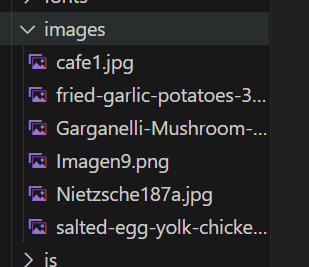 fonts
images
cafe1.jpg
fried-garlic-potatoes-3...
Garganelli-Mushroom-...
Imagen9.png
Nietzsche187a.jpg
salted-egg-yolk-chicke...
js